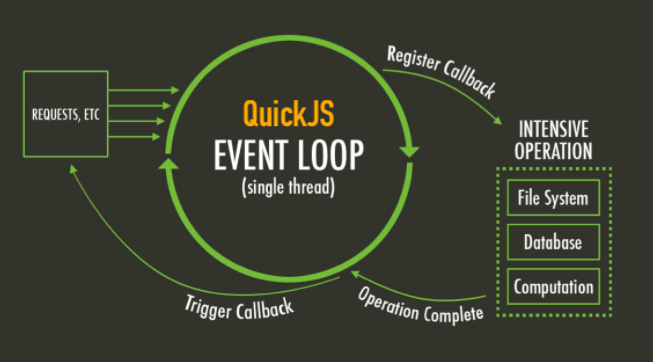 REQUESTS, ETC
QuickJS
EVENT LOOP
(single thread)
Register Callback
INTENSIVE
OPERATION
File System
Database
Computation
Operation Complete
Trigger Callback